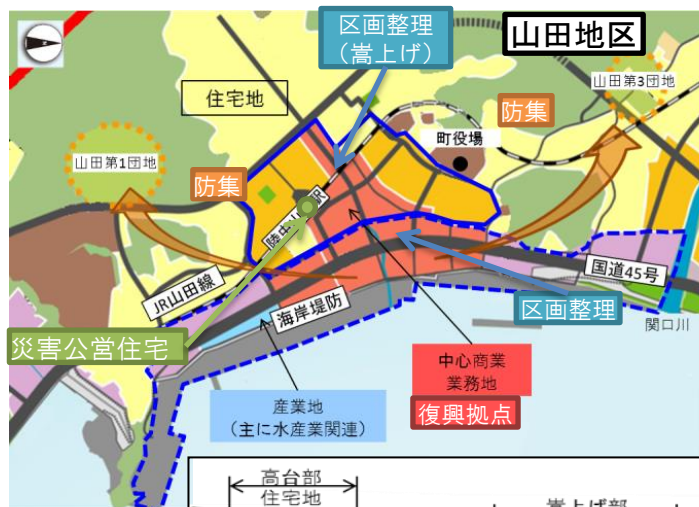 山田地区
区画整理
(嵩上げ)
住宅地
山田第3団地
防集
町役場
山田第1団地
防集
陸中山田駅
JR山田線
国道45号
関口川
海岸堤防
区画整理
災害公営住宅
中心商業
業務地
復興拠点
産業地
(主に水産業関連)
高台部
住宅地
嵩上げ部